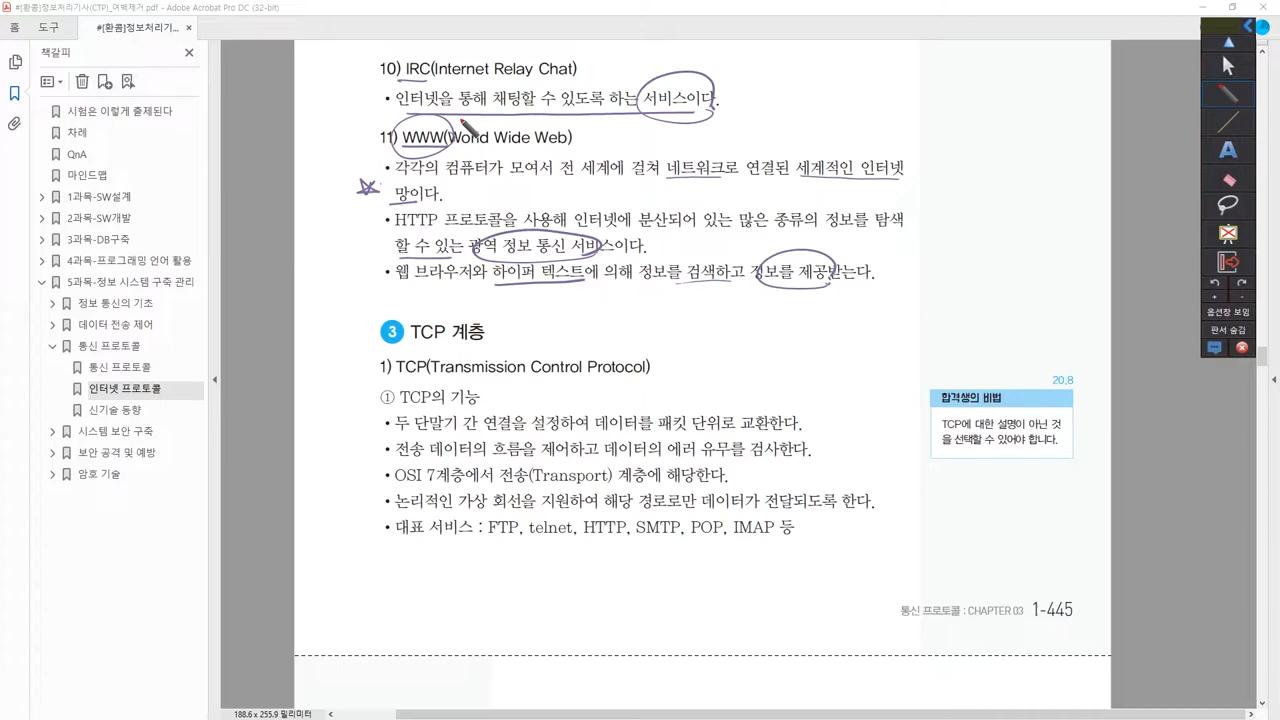 #[환콤]정보처리기사(CTP)_여백제거.pdf - Adobe Acrobat Pro DC (32-bit)
홈 도구 #[환콤]정보처리기...
책갈피
시험은 이렇게 출제된다
차례
QnA
마인드맵
1과목-SW설계
2과목-SW개발
3과목-DB구축
4과목-프로그래밍 언어 활용
5과목-정보 시스템 구축 관리
정보 통신의 기초
데이터 전송 제어
통신 프로토콜
통신 프로토콜
인터넷 프로토콜
신기술 동향
시스템 보안 구축
보안 공격 및 예방
암호 기술
10) IRC(Internet Relay Chat)
• 인터넷을 통해 채팅할 수 있도록 하는 서비스이다.
11) WWW(World Wide Web)
• 각각의 컴퓨터가 모여서 전 세계에 걸쳐 네트워크로 연결된 세계적인 인터넷
망이다.
• HTTP 프로토콜을 사용해 인터넷에 분산되어 있는 많은 종류의 정보를 탐색
할 수 있는 광역 정보 통신 서비스이다.
• 웹 브라우저와 하이퍼 텍스트에 의해 정보를 검색하고 정보를 제공받는다.
3 TCP 계층
1) TCP(Transmission Control Protocol)
① TCP의 기능
• 두 단말기 간 연결을 설정하여 데이터를 패킷 단위로 교환한다.
• 전송 데이터의 흐름을 제어하고 데이터의 에러 유무를 검사한다.
• OSI 7계층에서 전송(Transport) 계층에 해당한다.
• 논리적인 가상 회선을 지원하여 해당 경로로만 데이터가 전달되도록 한다.
• 대표 서비스 : FTP, telnet, HTTP, SMTP, POP, IMAP 등
20.8
합격생의 비법
TCP에 대한 설명이 아닌 것
을 선택할 수 있어야 합니다.
통신 프로토콜 : CHAPTER 03 1-445
188.6 x 255.9 밀리미터
A
옵션창 보임
판서 숨김